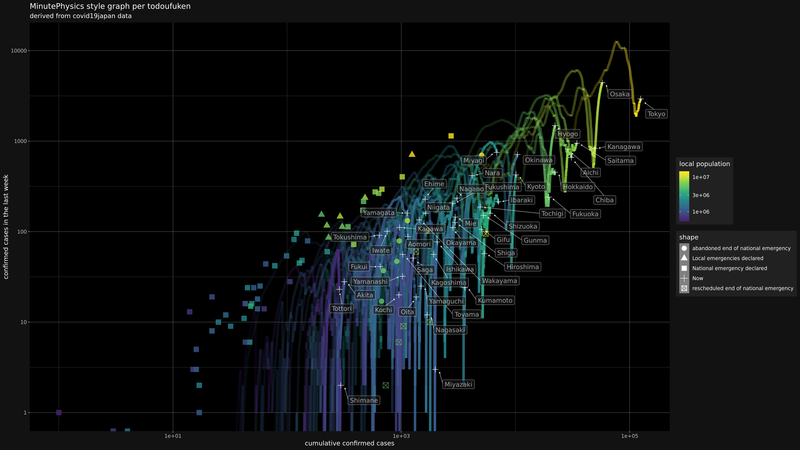 MinutePhysics style graph per todoufuken
derived from covid19japan data
10000
1000
100
10
1
confirmed cases in the last week
1e+01
1e+03
1e+05
cumulative confirmed cases
Osaka
Tokyo
Hyogo
Kanagawa
Saitama
Miyagi
Okinawa
Aichi
Nara
Ehime
Nagano
Fukushima
Kyoto
Hokkaido
Chiba
Ibaraki
Yamagata
Niigata
Tochigi
Fukuoka
Mie
Shizuoka
Kagawa
Tokushima
Gifu
Gunma
Aomori
Okayama
Iwate
Shiga
Fukui
Saga
Ishikawa
Hiroshima
Yamanashi
Kagoshima
Wakayama
Akita
Yamaguchi
Kumamoto
Tottori
Kochi
Oita
Toyama
Nagasaki
Miyazaki
Shimane
local population
1e+07
3e+06
1e+06
shape
abandoned end of national emergency
Local emergencies declared
National emergency declared
Now
rescheduled end of national emergency